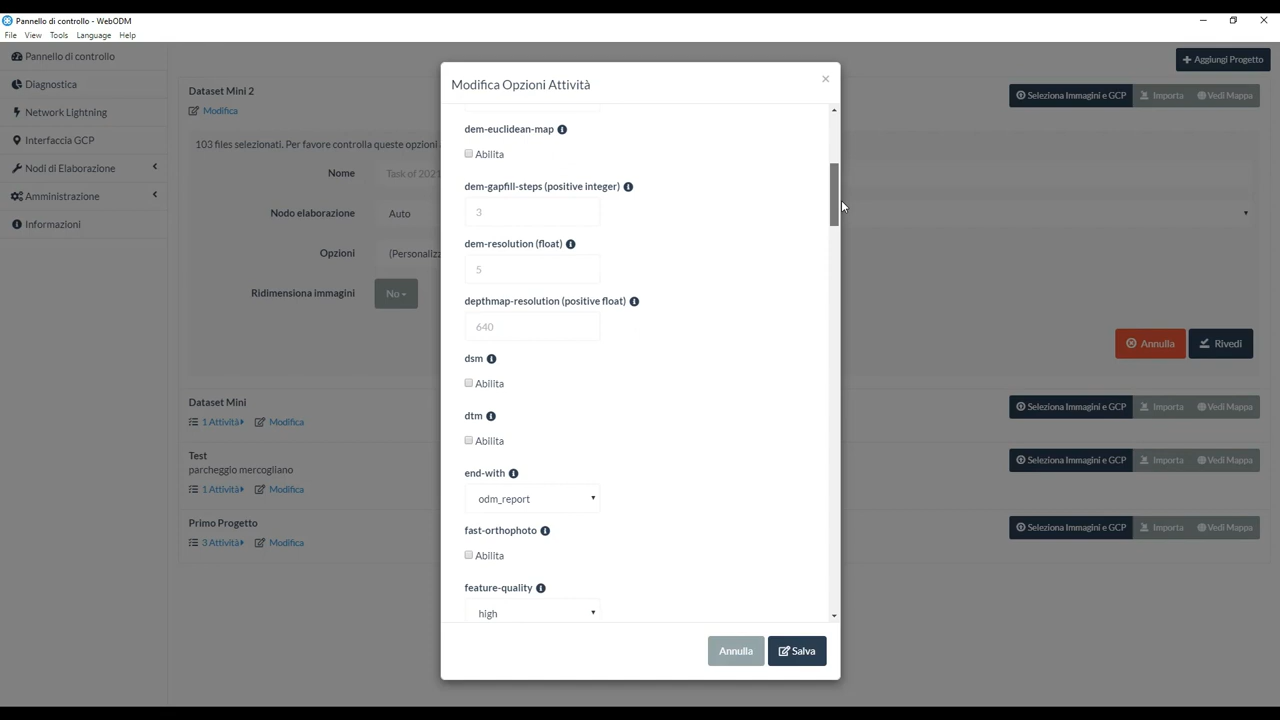 Pannello di controllo - WebODM
File View Tools Language Help
Pannello di controllo
Diagnostica
Network Lightning
Interfaccia GCP
Nodi di Elaborazione
Amministrazione
Informazioni
Aggiungi Progetto
Dataset Mini 2
Modifica
Seleziona Immagini e GCP Importa Vedi Mappa
103 files selezionati. Per favore controlla queste opzioni a
Nome Task of 2021
Nodo elaborazione Auto
Opzioni (Personalizz
Ridimensiona immagini No
Annulla Rivedi
Dataset Mini
1 Attività Modifica
Seleziona Immagini e GCP Importa Vedi Mappa
Test
parcheggio mercogliano
1 Attività Modifica
Seleziona Immagini e GCP Importa Vedi Mappa
Primo Progetto
3 Attività Modifica
Seleziona Immagini e GCP Importa Vedi Mappa
Modifica Opzioni Attività ×
dem-euclidean-map
Abilita
dem-gapfill-steps (positive integer)
3
dem-resolution (float)
5
depthmap-resolution (positive float)
640
dsm
Abilita
dtm
Abilita
end-with
odm_report
fast-orthophoto
Abilita
feature-quality
high
Annulla Salva